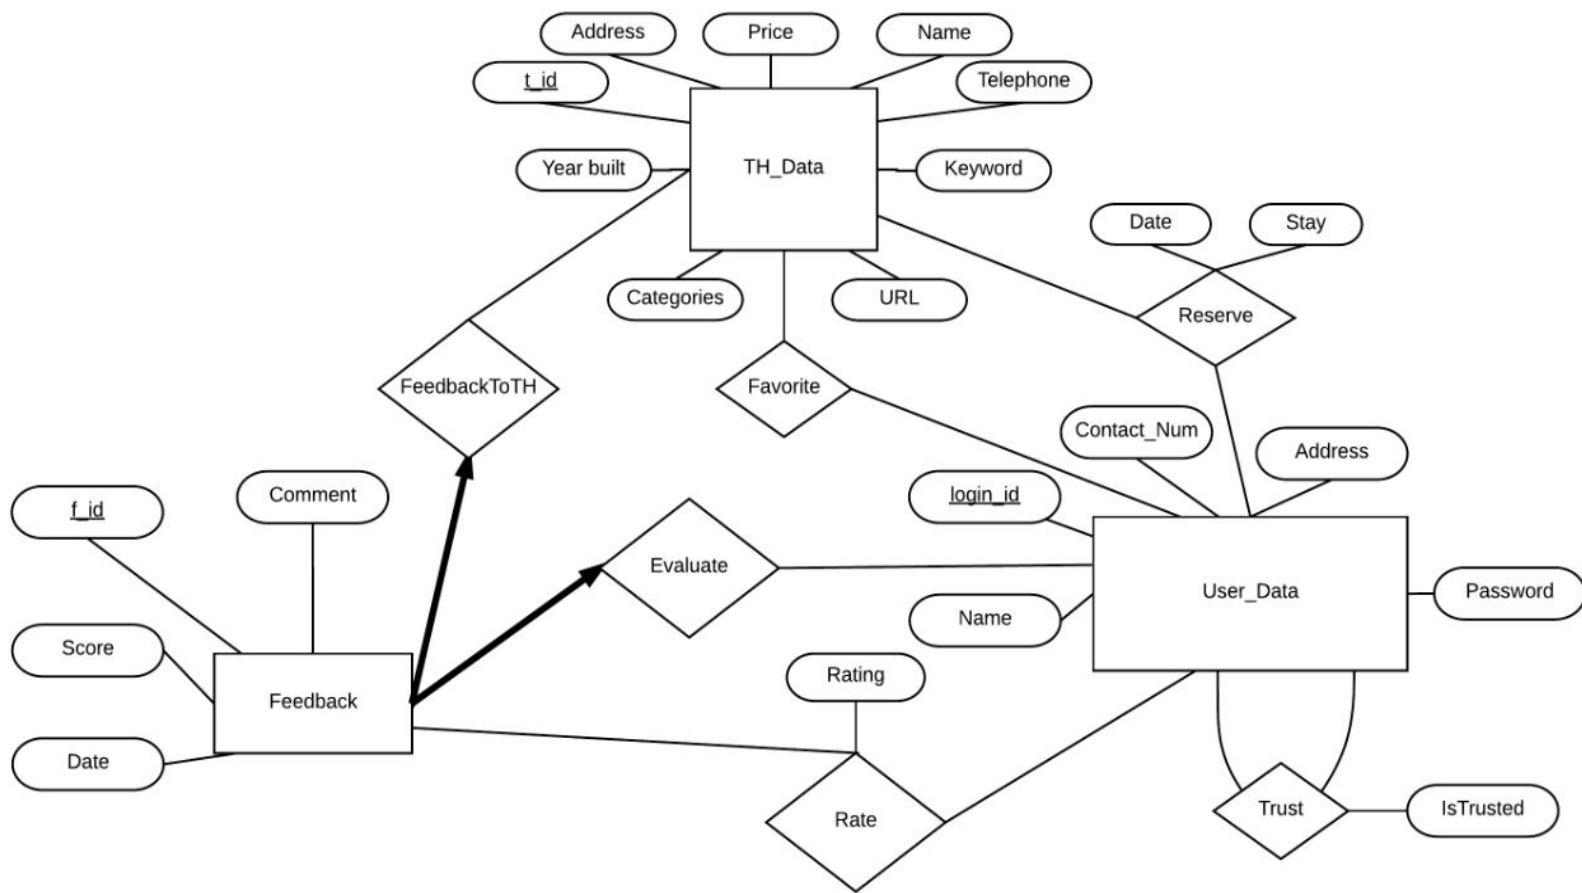 Address
Price
Name
t_id
Telephone
Year built
TH_Data
Keyword
Date
Stay
Categories
URL
Reserve
FeedbackToTH
Favorite
Contact_Num
Address
f_id
Comment
login_id
Evaluate
User_Data
Password
Name
Score
Feedback
Rating
Date
Rate
Trust
IsTrusted